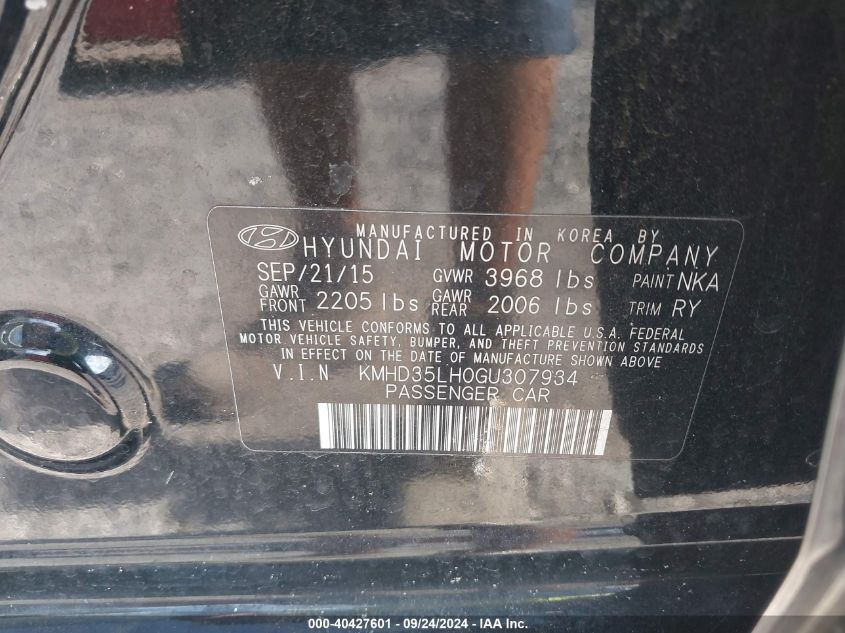 MANUFACTURED IN KOREA BY
HYUNDAI MOTOR COMPANY
SEP/21/15 GVWR 3968 lbs PAINT NKA
GAWR FRONT 2205 lbs GAWR REAR 2006 lbs TRIM RY
THIS VEHICLE CONFORMS TO ALL APPLICABLE U.S.A. FEDERAL
MOTOR VEHICLE SAFETY, BUMPER, AND THEFT PREVENTION STANDARDS
IN EFFECT ON THE DATE OF MANUFACTURE SHOWN ABOVE
V.I.N KMHD35LH0GU307934
PASSENGER CAR
000-40427601 - 09/24/2024 - IAA Inc.